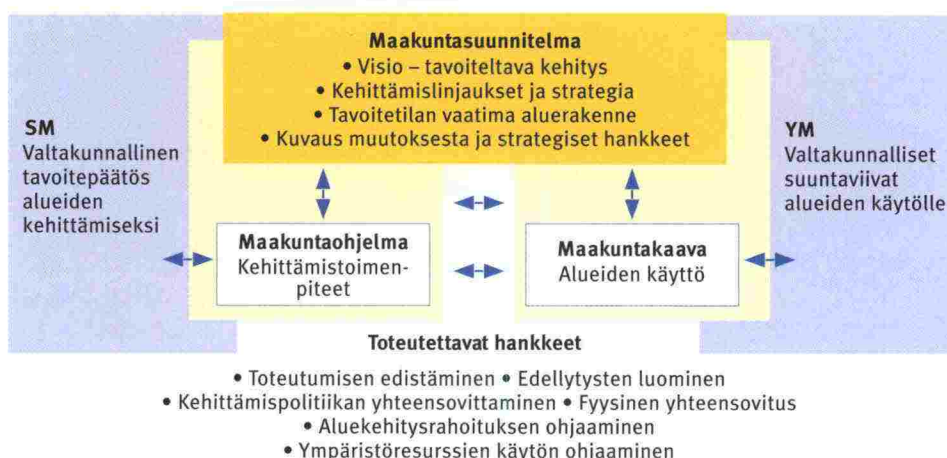 Maakuntasuunnitelma
• Visio – tavoiteltava kehitys
• Kehittämislinjaukset ja strategia
• Tavoitetilan vaatima aluerakenne
• Kuvaus muutoksesta ja strategiset hankkeet
SM
Valtakunnallinen
tavoitepäätös
alueiden
kehittämiseksi
YM
Valtakunnalliset
suuntaviivat
alueiden käytölle
Maakuntaohjelma
Kehittämistoimen-
piteet
Maakuntakaava
Alueiden käyttö
Toteutettavat hankkeet
• Toteutumisen edistäminen • Edellytysten luominen
• Kehittämispolitiikan yhteensovittaminen • Fyysinen yhteensovitus
• Aluekehitysrahoituksen ohjaaminen
• Ympäristöresurssien käytön ohjaaminen